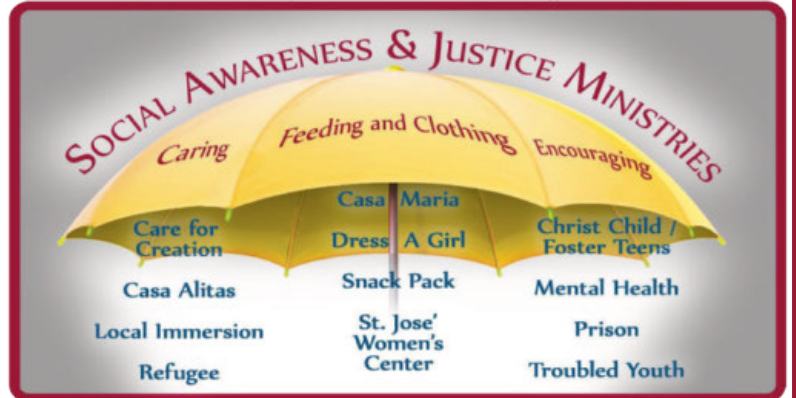 SOCIAL AWARENESS & JUSTICE MINISTRIES
Caring
Feeding and Clothing
Encouraging
Care for
Creation
Casa Alitas
Local Immersion
Refugee
Casa Maria
Dress A Girl
Snack Pack
St. Jose'
Women's
Center
Christ Child /
Foster Teens
Mental Health
Prison
Troubled Youth